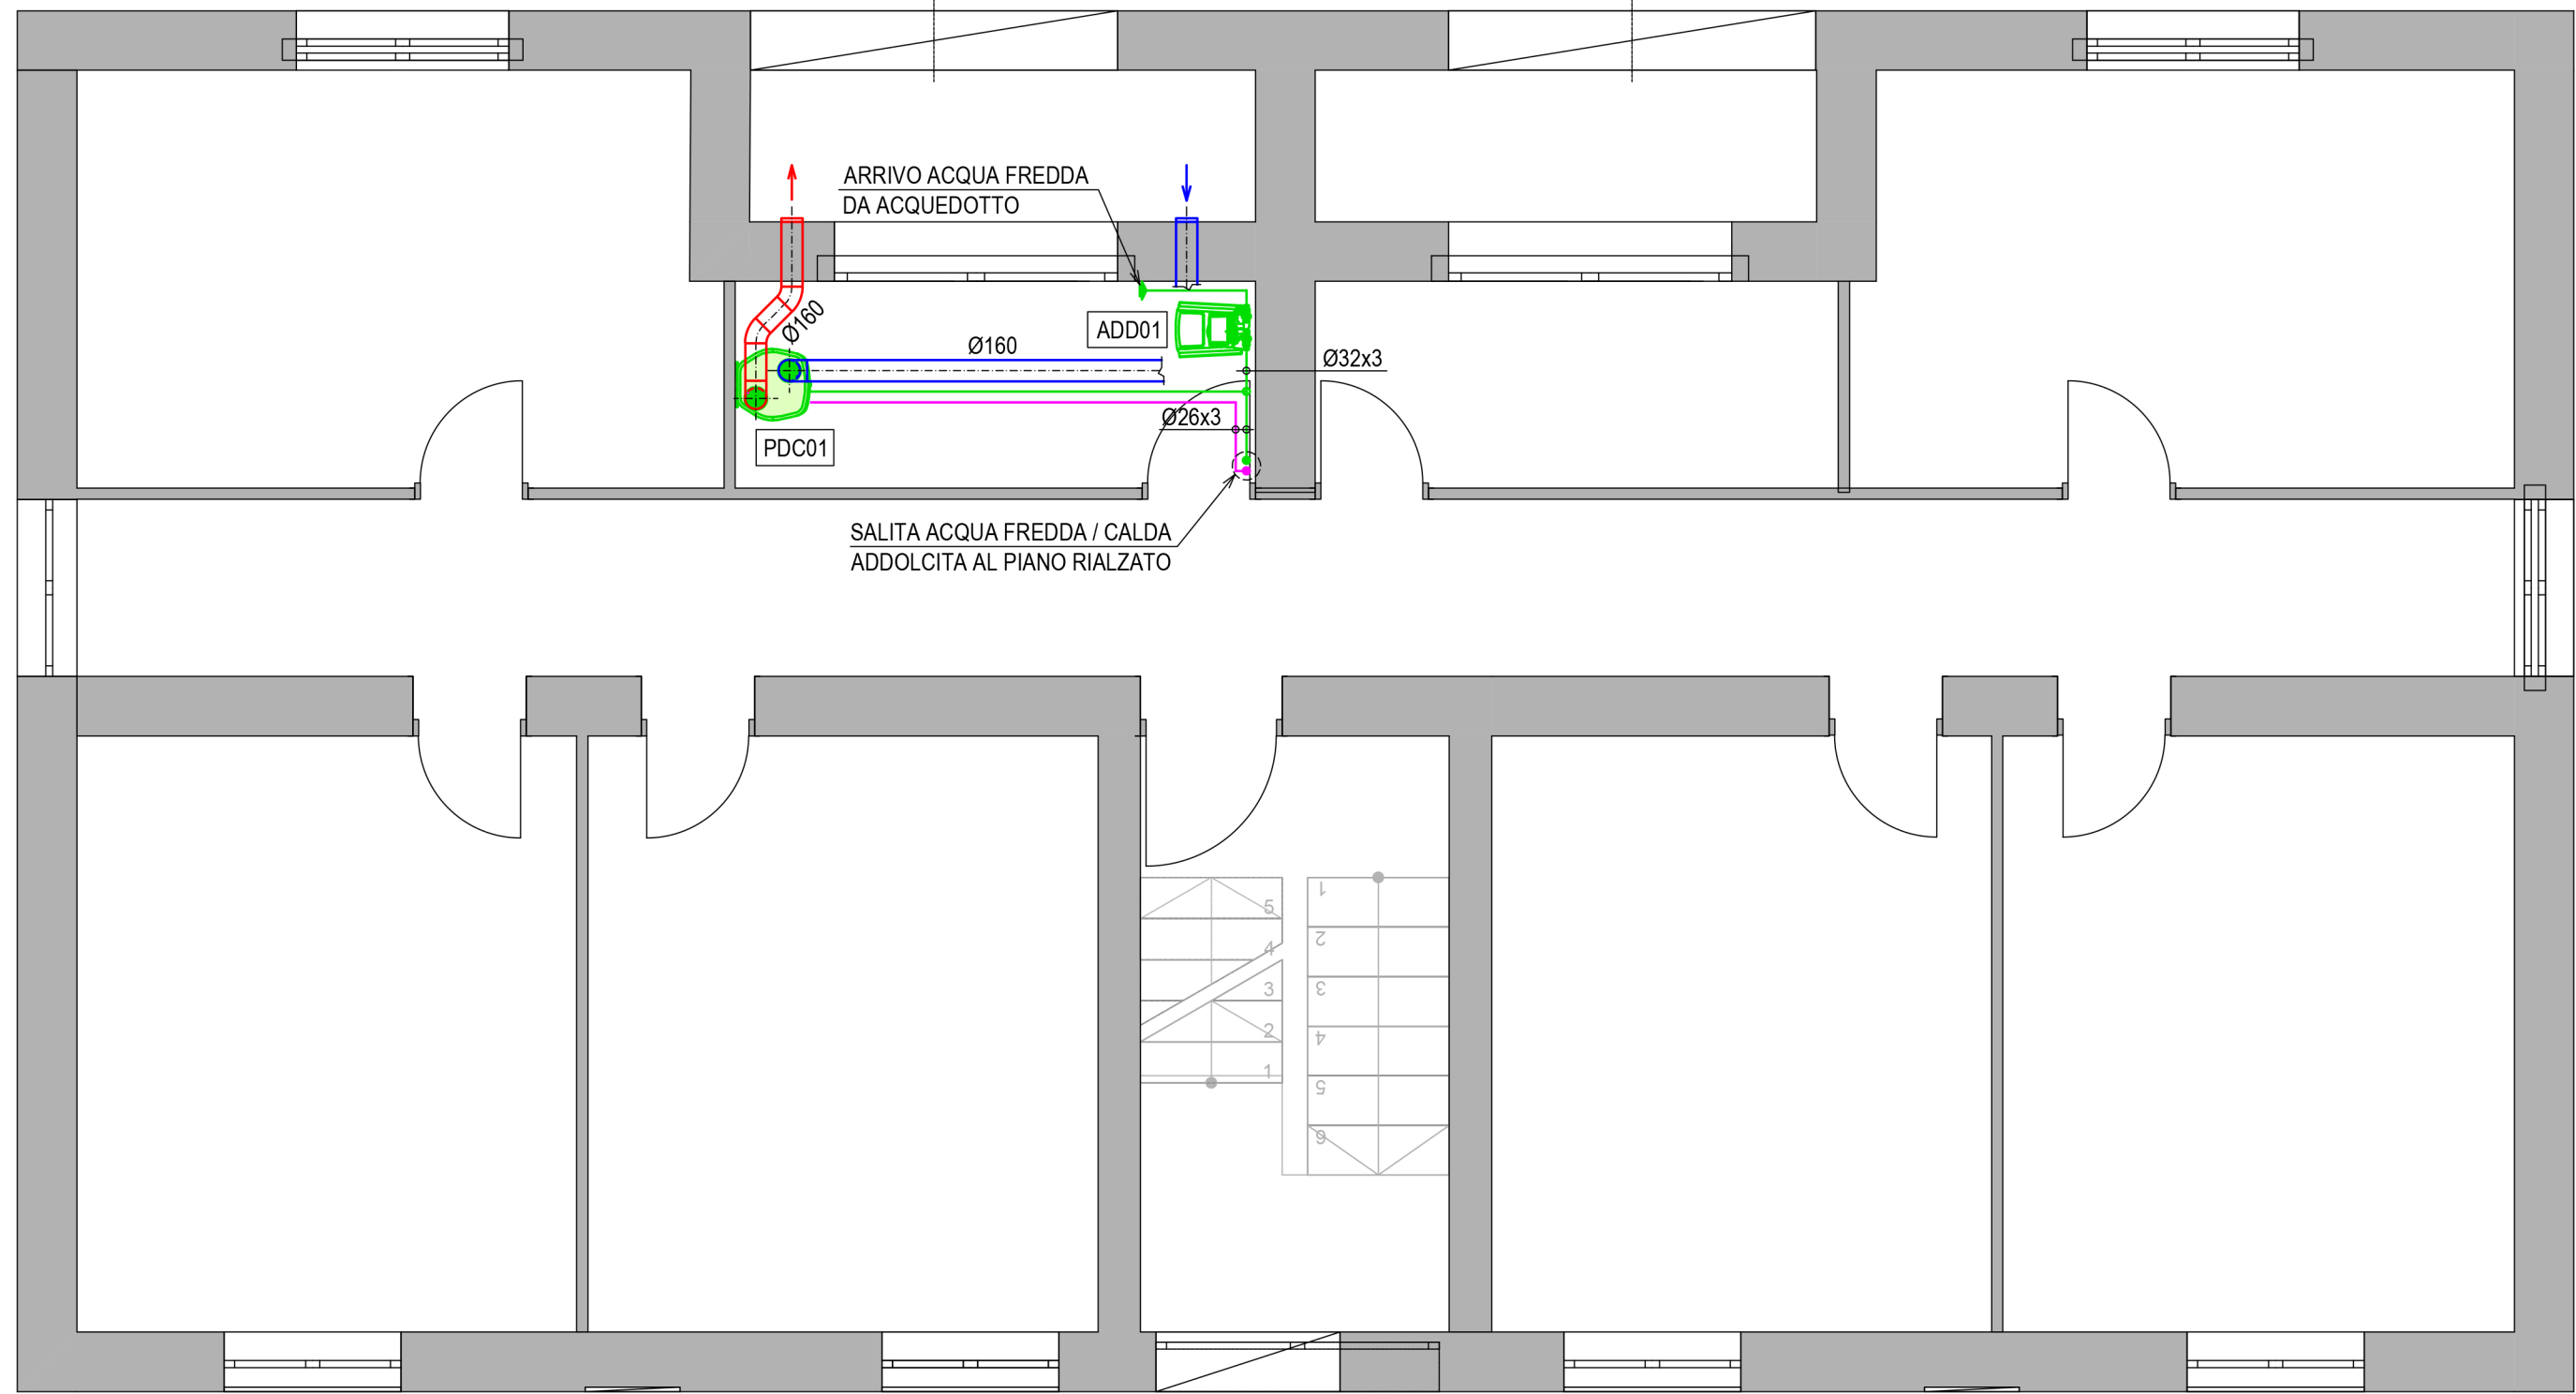 ARRIVO ACQUA FREDDA
DA ACQUEDOTTO
Ø160
ADD01
Ø160
Ø32x3
Ø26x3
PDC01
SALITA ACQUA FREDDA / CALDA
ADDOLCITA AL PIANO RIALZATO
5
4
3
2
1
1
2
3
4
5
6